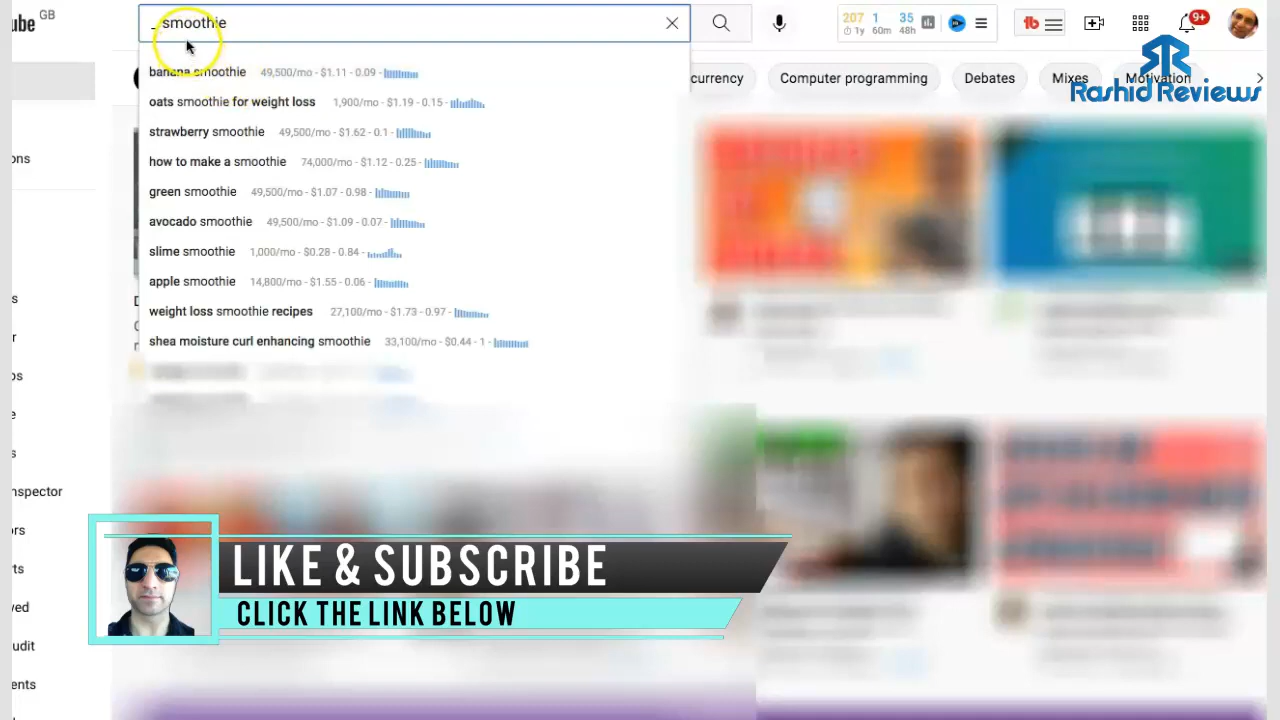 ube GB
_ smoothie
207 1 35
1y 60m 48h
9+
banana smoothie 49,500/mo - $1.11 - 0.09 -
oats smoothie for weight loss 1,900/mo - $1.19 - 0.15 -
strawberry smoothie 49,500/mo - $1.62 - 0.1 -
how to make a smoothie 74,000/mo - $1.12 - 0.25 -
green smoothie 49,500/mo - $1.07 - 0.98 -
avocado smoothie 49,500/mo - $1.09 - 0.07 -
slime smoothie 1,000/mo - $0.28 - 0.84 -
apple smoothie 14,800/mo - $1.55 - 0.06 -
weight loss smoothie recipes 27,100/mo - $1.73 - 0.97 -
shea moisture curl enhancing smoothie 33,100/mo - $0.44 - 1 -
currency Computer programming Debates Mixes Motivation
Rashid Reviews
ons
s
r
os
e
s
nspector
ors
rts
wed
udit
ents
LIKE & SUBSCRIBE
CLICK THE LINK BELOW